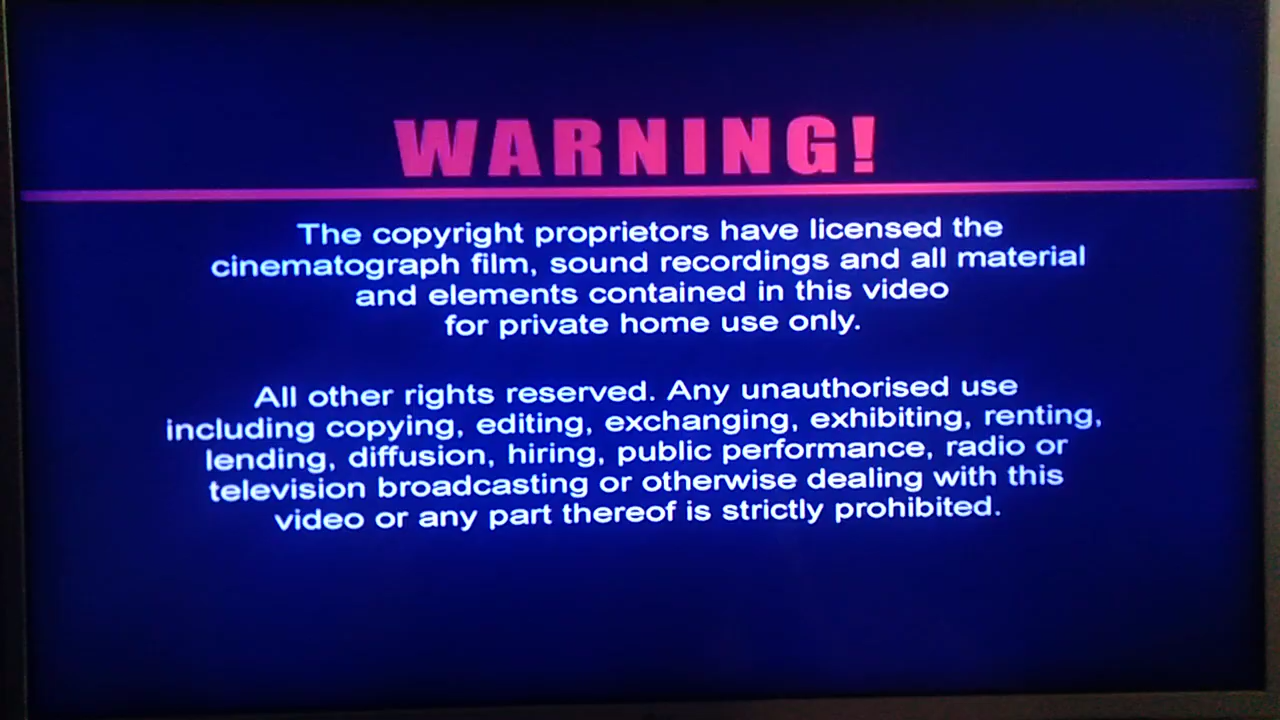 WARNING!
The copyright proprietors have licensed the
cinematograph film, sound recordings and all material
and elements contained in this video
for private home use only.
All other rights reserved. Any unauthorised use
including copying, editing, exchanging, exhibiting, renting,
lending, diffusion, hiring, public performance, radio or
television broadcasting or otherwise dealing with this
video or any part thereof is strictly prohibited.